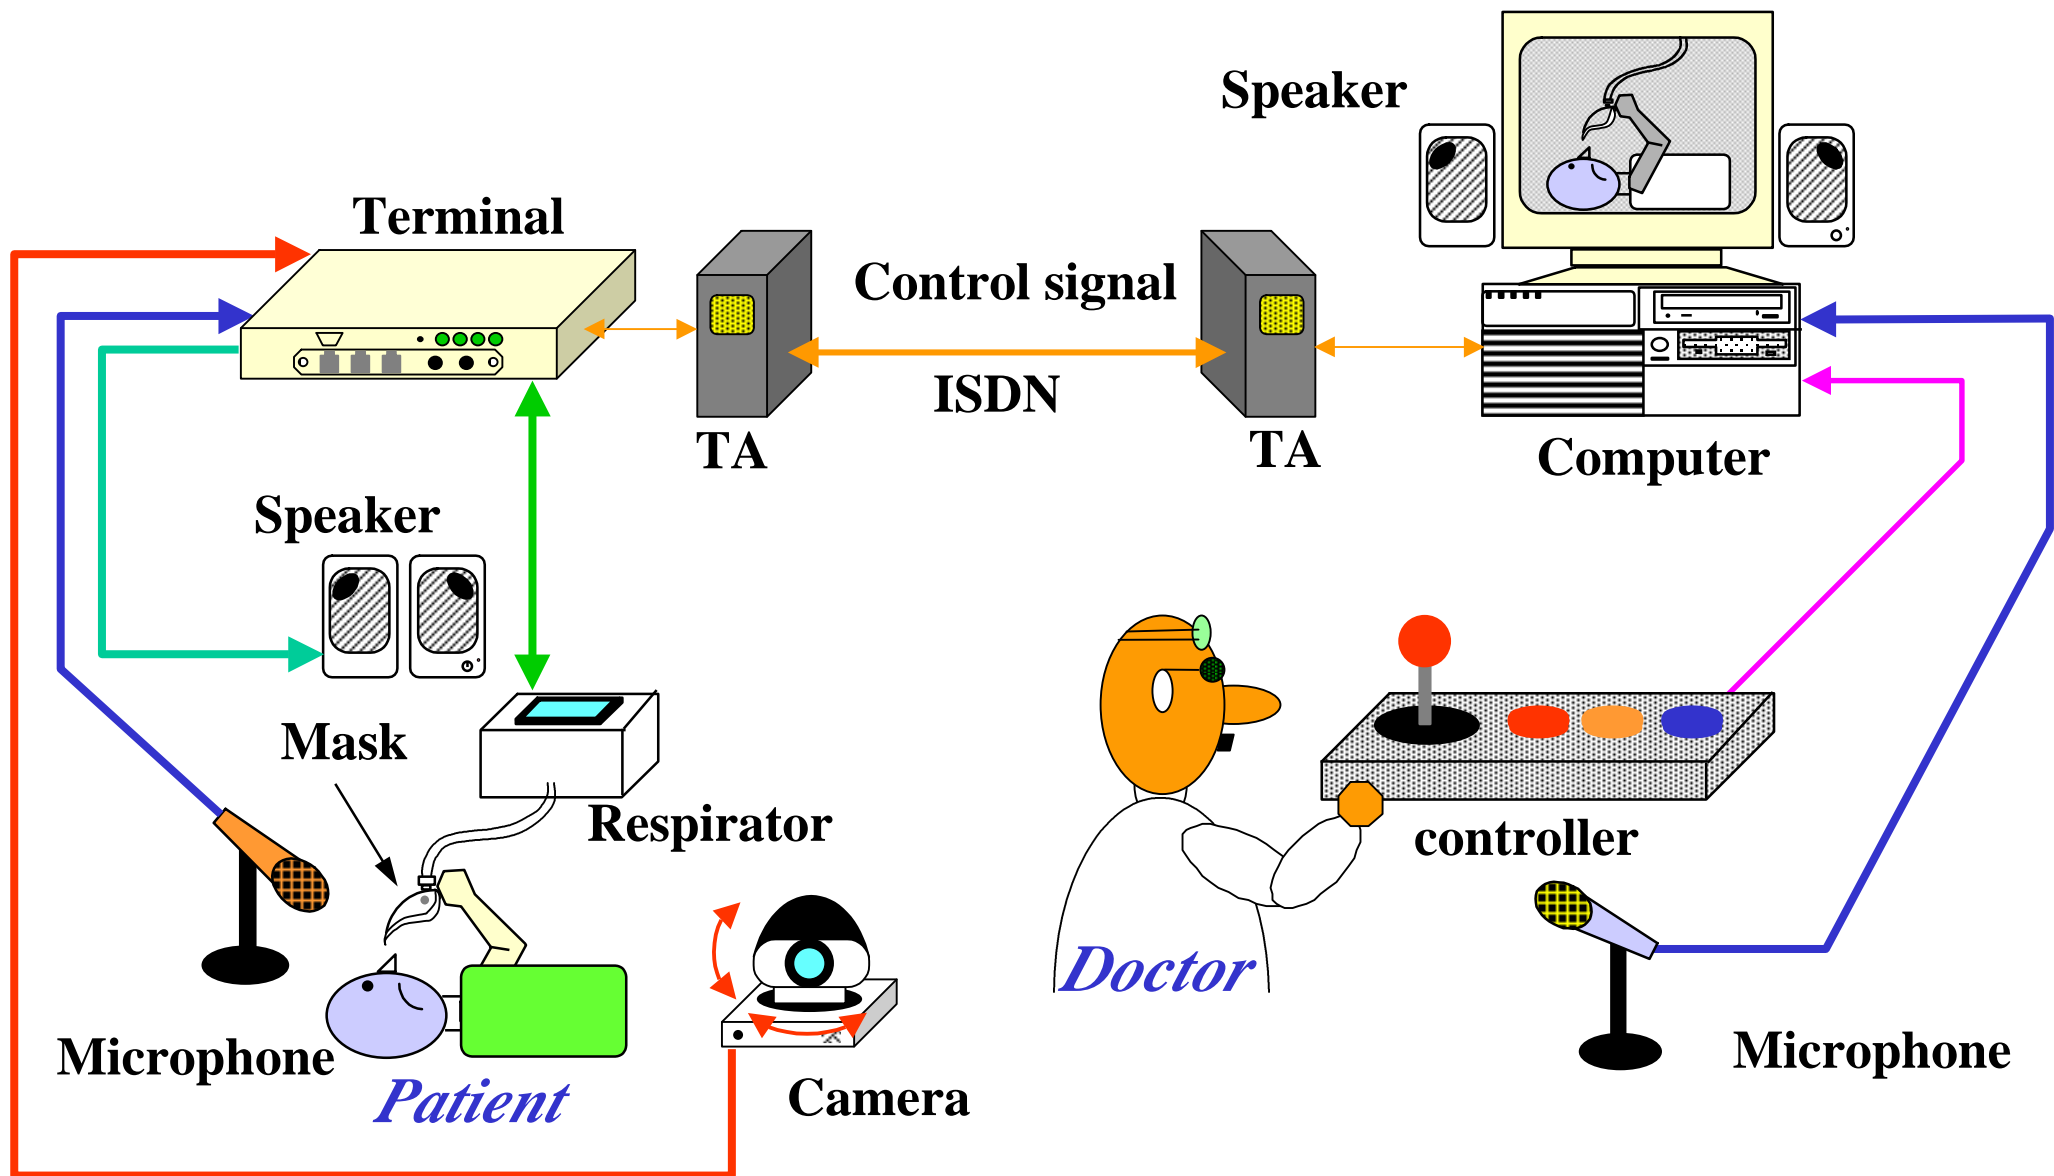 Speaker
Terminal
Control signal
ISDN
TA
TA
Computer
Speaker
Mask
Respirator
controller
Doctor
Microphone
Patient
Camera
Microphone